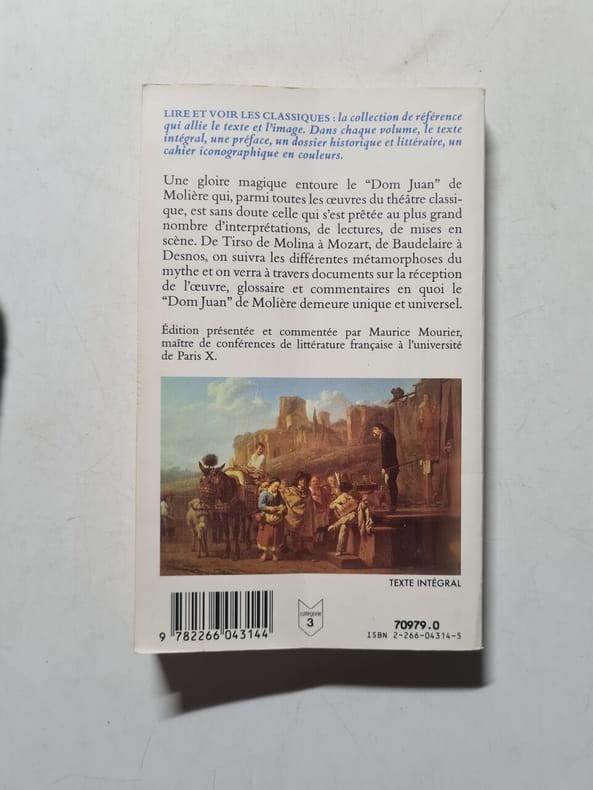 LIRE ET VOIR LES CLASSIQUES : la collection de référence
qui allie le texte et l'image. Dans chaque volume, le texte
intégral, une préface, un dossier historique et littéraire, un
cahier iconographique en couleurs.
Une gloire magique entoure le “Dom Juan” de
Molière qui, parmi toutes les œuvres du théâtre classi-
que, est sans doute celle qui s'est prêtée au plus grand
nombre d'interprétations, de lectures, de mises en
scène. De Tirso de Molina à Mozart, de Baudelaire à
Desnos, on suivra les différentes métamorphoses du
mythe et on verra à travers documents sur la réception
de l'œuvre, glossaire et commentaires en quoi le
“Dom Juan” de Molière demeure unique et universel.
Édition présentée et commentée par Maurice Mourier,
maître de conférences de littérature française à l'université
de Paris X.
TEXTE INTÉGRAL
9 782266 043144
catégorie
3
70979.0
ISBN 2-266-04314-5